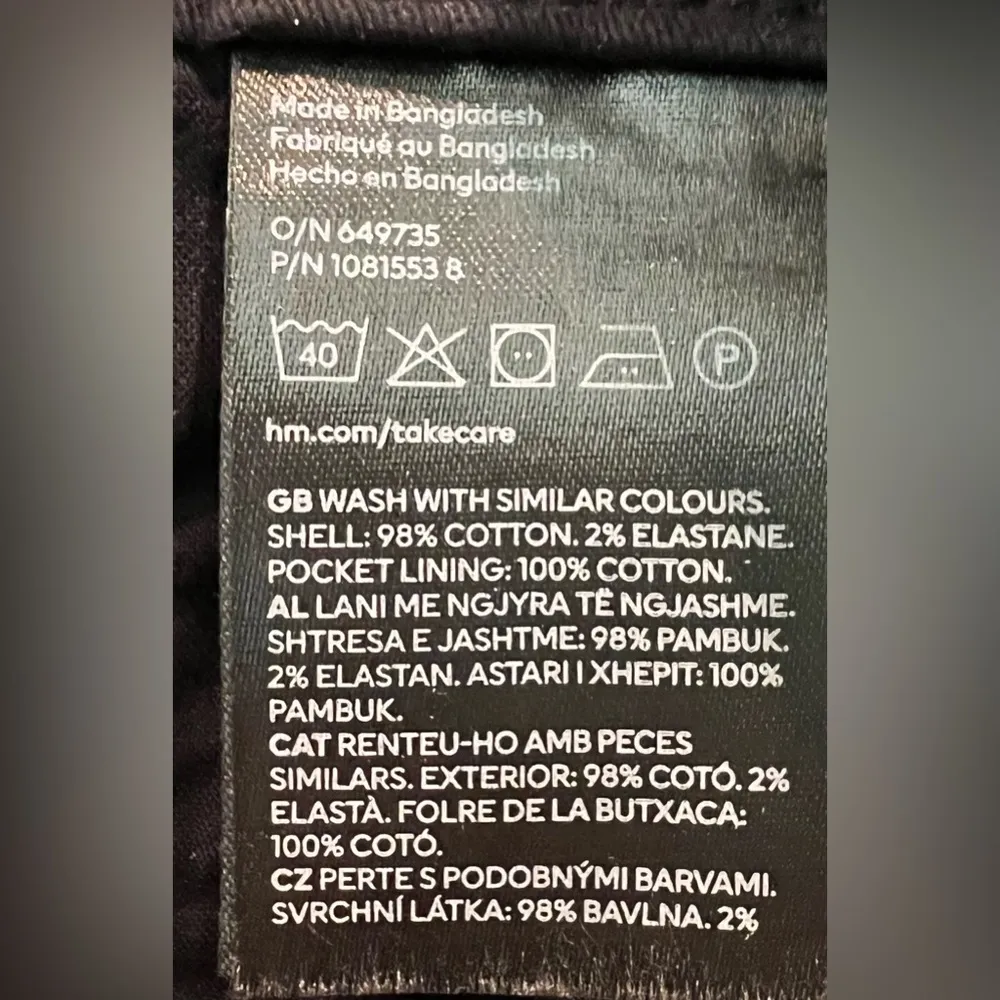 Made in Bangladesh
Fabriqué au Bangladesh
Hecho en Bangladesh
O/N 649735
P/N 1081553 8
40 P
hm.com/takecare
GB WASH WITH SIMILAR COLOURS.
SHELL: 98% COTTON. 2% ELASTANE.
POCKET LINING: 100% COTTON.
AL LANI ME NGJYRA TË NGJASHME.
SHTRESA E JASHTME: 98% PAMBUK.
2% ELASTAN. ASTARI I XHEPIT: 100%
PAMBUK.
CAT RENTEU-HO AMB PECES
SIMILARS. EXTERIOR: 98% COTÓ. 2%
ELASTÀ. FOLRE DE LA BUTXACA:
100% COTÓ.
CZ PERTE S PODOBNÝMI BARVAMI.
SVRCHNÍ LÁTKA: 98% BAVLNA. 2%